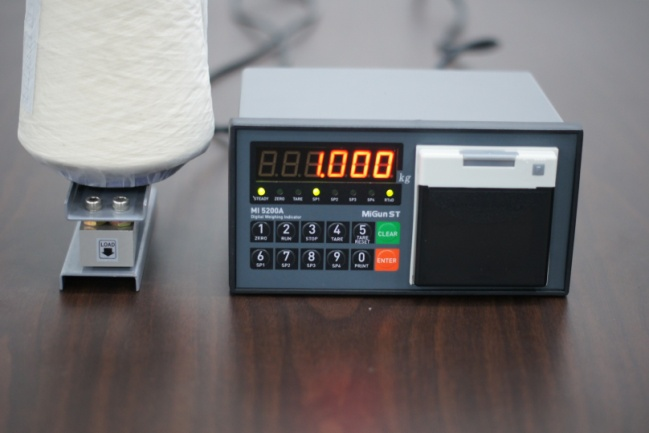 1.000
kg
STEADY ZERO TARE SP1 SP2 SP3 SP4
MI 5200A
Digital Weighing Indicator
MiGun ST
1 2 3 4 5 CLEAR
ZERO RUN STOP TARE TARE RESET
6 7 8 9 0 ENTER
SP1 SP2 SP3 SP4 PRINT
LOAD